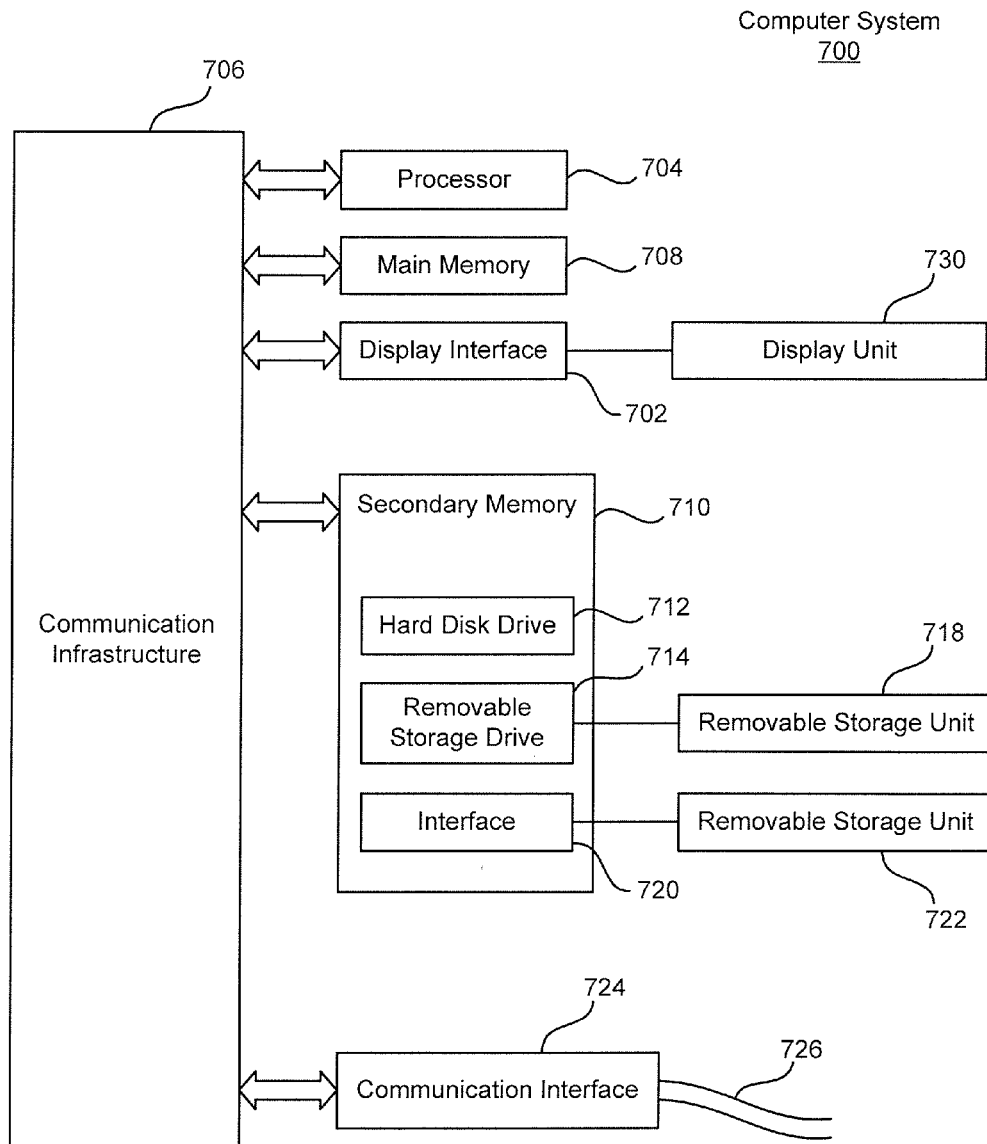 Computer System
700
706
Processor
704
Main Memory
708
730
Display Interface
Display Unit
702
Secondary Memory
710
Hard Disk Drive
712
714
718
Removable
Storage Drive
Removable Storage Unit
Interface
Removable Storage Unit
720
722
Communication
Infrastructure
724
726
Communication Interface